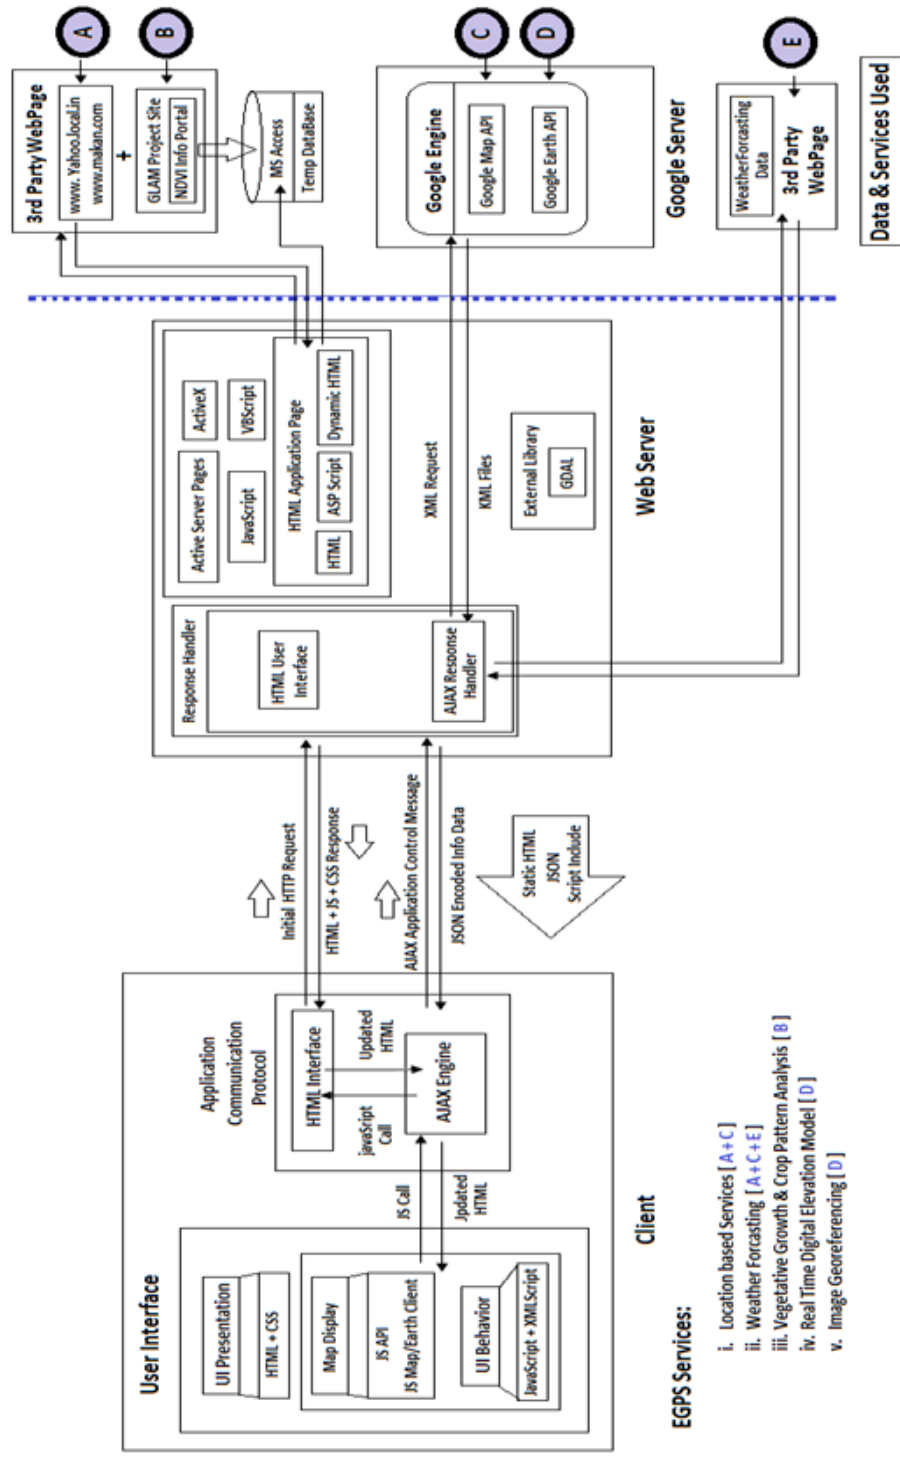 User Interface
UI Presentation
HTML + CSS
Map Display
JS API
JS Map/Earth Client
UI Behavior
JavaScript + XMLScript
Application
Communication
Protocol
HTML Interface
javaSript
Call
Updated
HTML
AJAX Engine
JS Call
Jpdated
HTML
Client
Initial HTTP Request
HTML + JS + CSS Response
AJAX Application Control Message
JSON Encoded Info Data
Static HTML
JSON
Script Include
Response Handler
HTML User
Interface
AJAX Response
Handler
Active Server Pages
ActiveX
JavaScript
VBScript
HTML Application Page
HTML
ASP Script
Dynamic HTML
XML Request
KML Files
External Library
GDAL
Web Server
3rd Party WebPage
www. Yahoo.local.in
www.makan.com
+
GLAM Project Site
NDVI Info Portal
A
B
MS Access
Temp DataBase
Google Engine
Google Map API
Google Earth API
C
D
Google Server
WeatherForcasting
Data
3rd Party
WebPage
E
Data & Services Used
EGPS Services:
i. Location based Services [ A + C ]
ii. Weather Forcasting [ A + C + E ]
iii. Vegetative Growth & Crop Pattern Analysis [ B ]
iv. Real Time Digital Elevation Model [ D ]
v. Image Georeferencing [ D ]